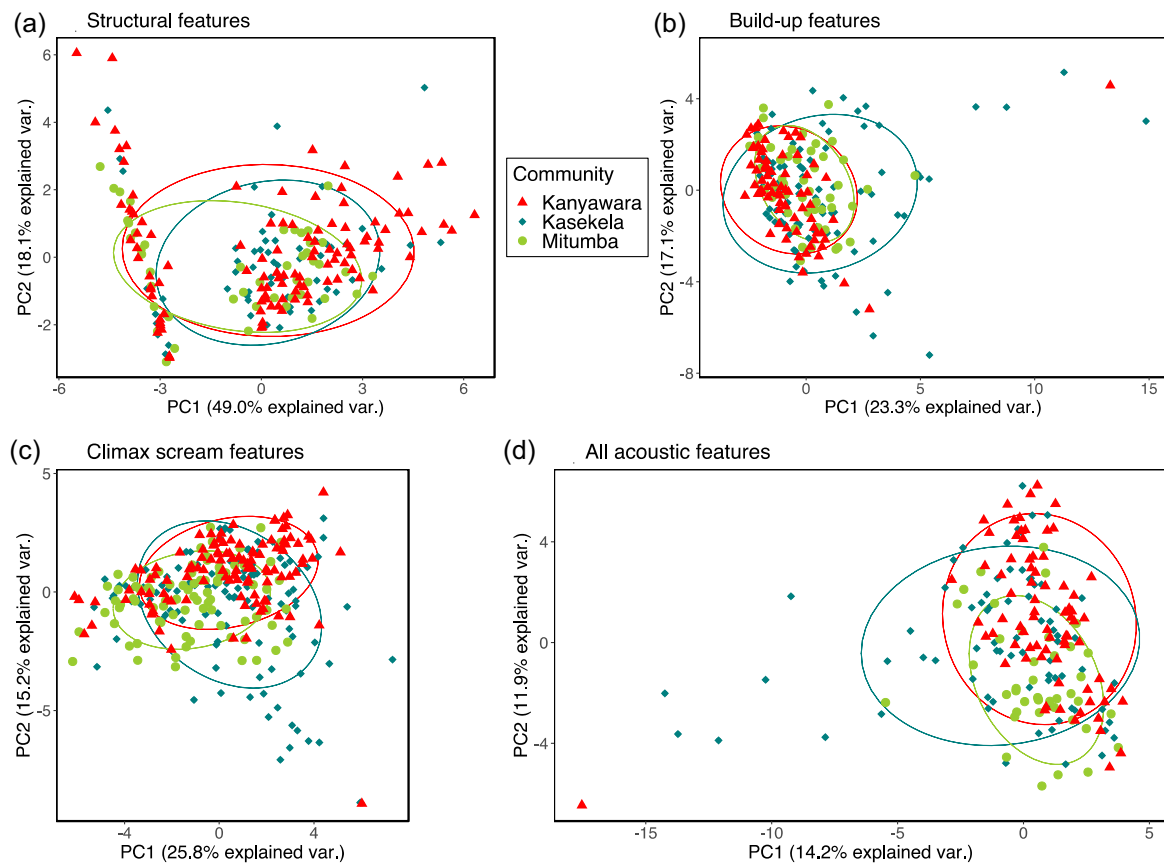 (a) Structural features
6
4
2
0
-2
PC2 (18.1% explained var.)
-6 -3 0 3 6
PC1 (49.0% explained var.)
Community
Kanyawara
Kasekela
Mitumba
(b) Build-up features
4
0
-4
-8
PC2 (17.1% explained var.)
0 5 10 15
PC1 (23.3% explained var.)
(c) Climax scream features
5
0
-5
PC2 (15.2% explained var.)
-4 0 4
PC1 (25.8% explained var.)
(d) All acoustic features
4
0
-4
PC2 (11.9% explained var.)
-15 -10 -5 0 5
PC1 (14.2% explained var.)